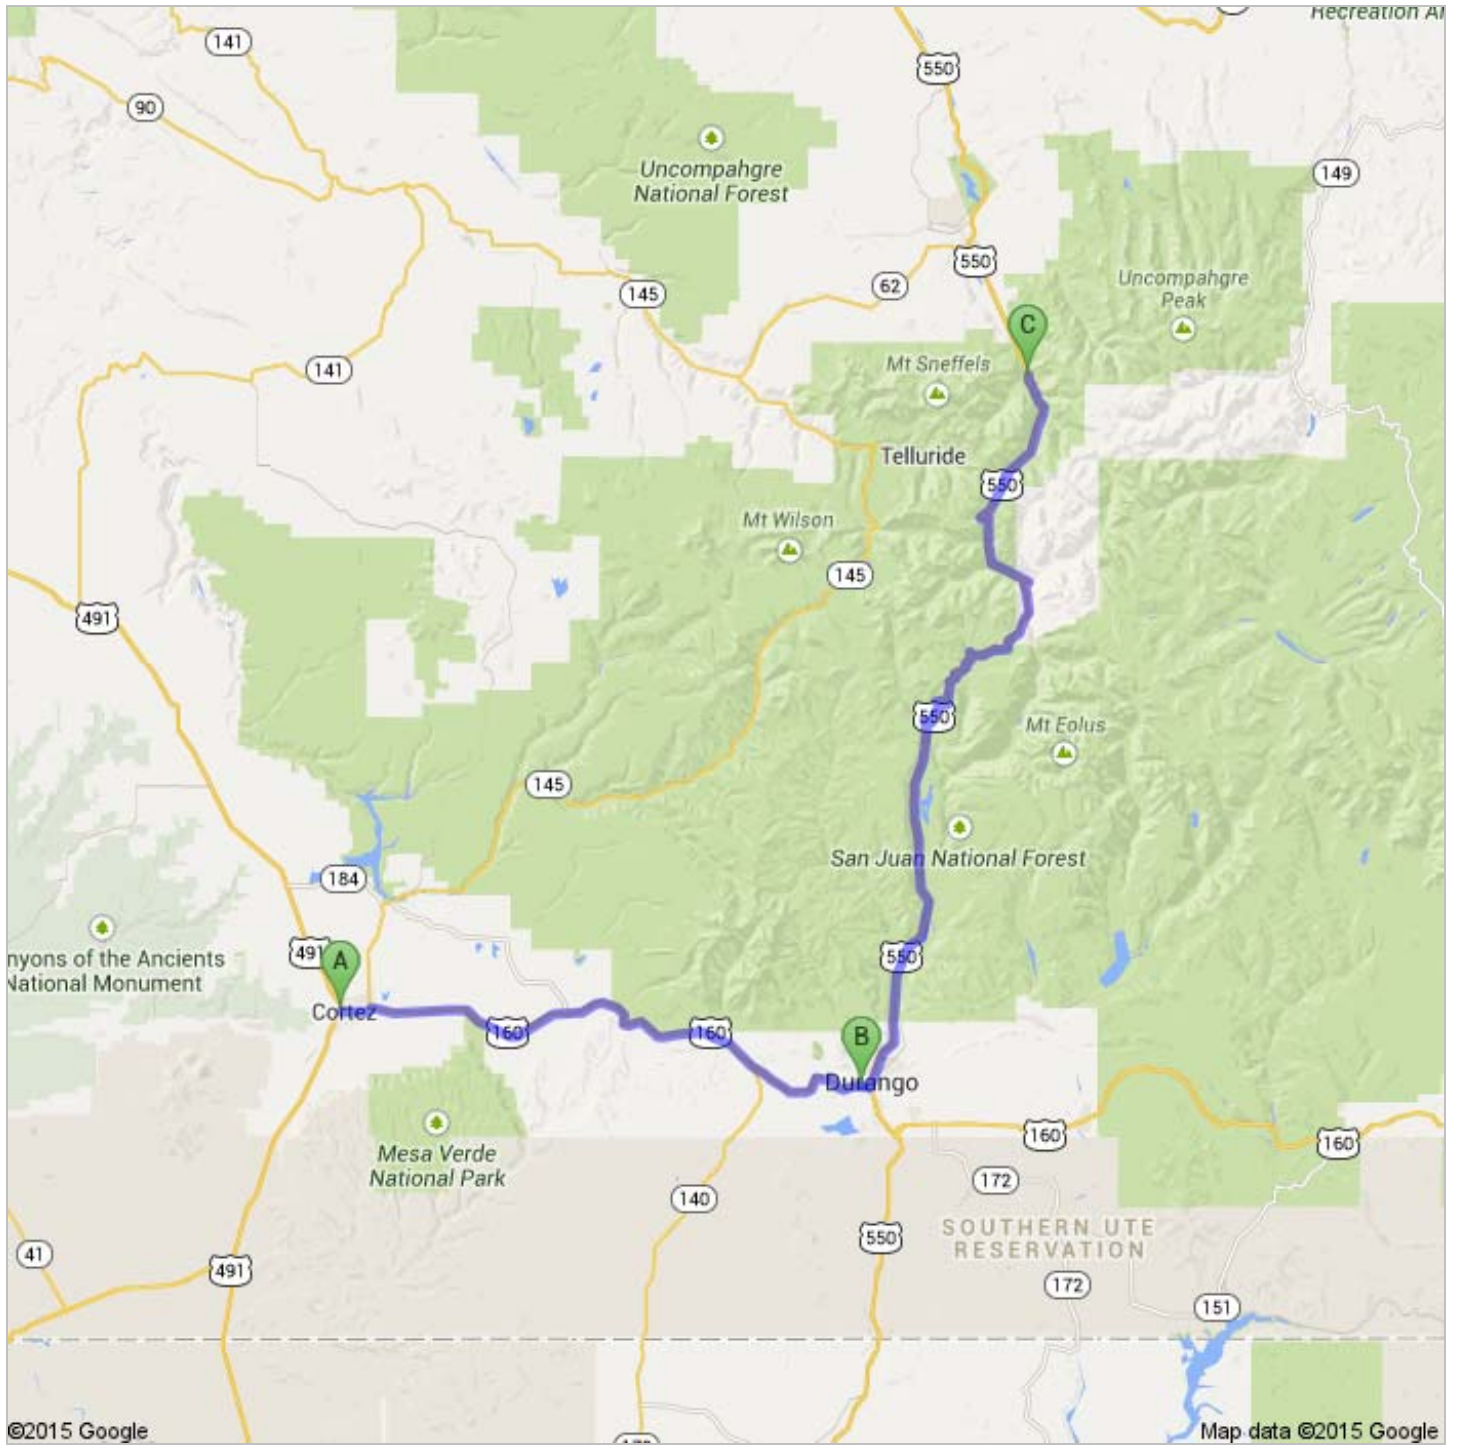 Recreation Ar
141
550
90
Uncompahgre
National Forest
149
550
Uncompahgre
Peak
62
145
C
141
Mt Sneffels
Telluride
550
Mt Wilson
145
491
550
Mt Eolus
145
San Juan National Forest
184
491
A
nyons of the Ancients
National Monument
550
Cortez
160
160
B
Durango
Mesa Verde
National Park
160
160
172
140
SOUTHERN UTE
RESERVATION
550
41
491
172
151
©2015 Google
Map data ©2015 Google